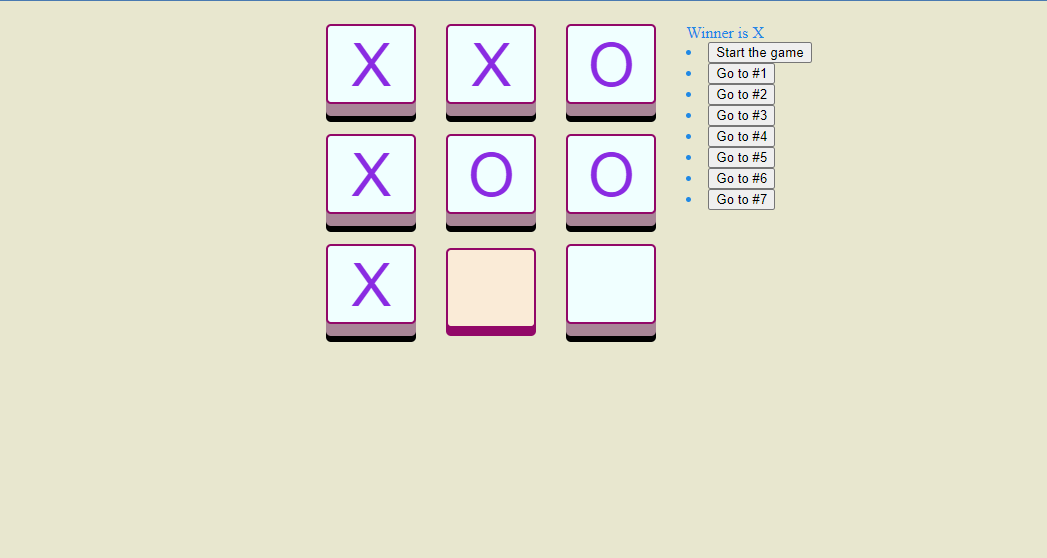 X X O
X O O
X
Winner is X
Start the game
Go to #1
Go to #2
Go to #3
Go to #4
Go to #5
Go to #6
Go to #7